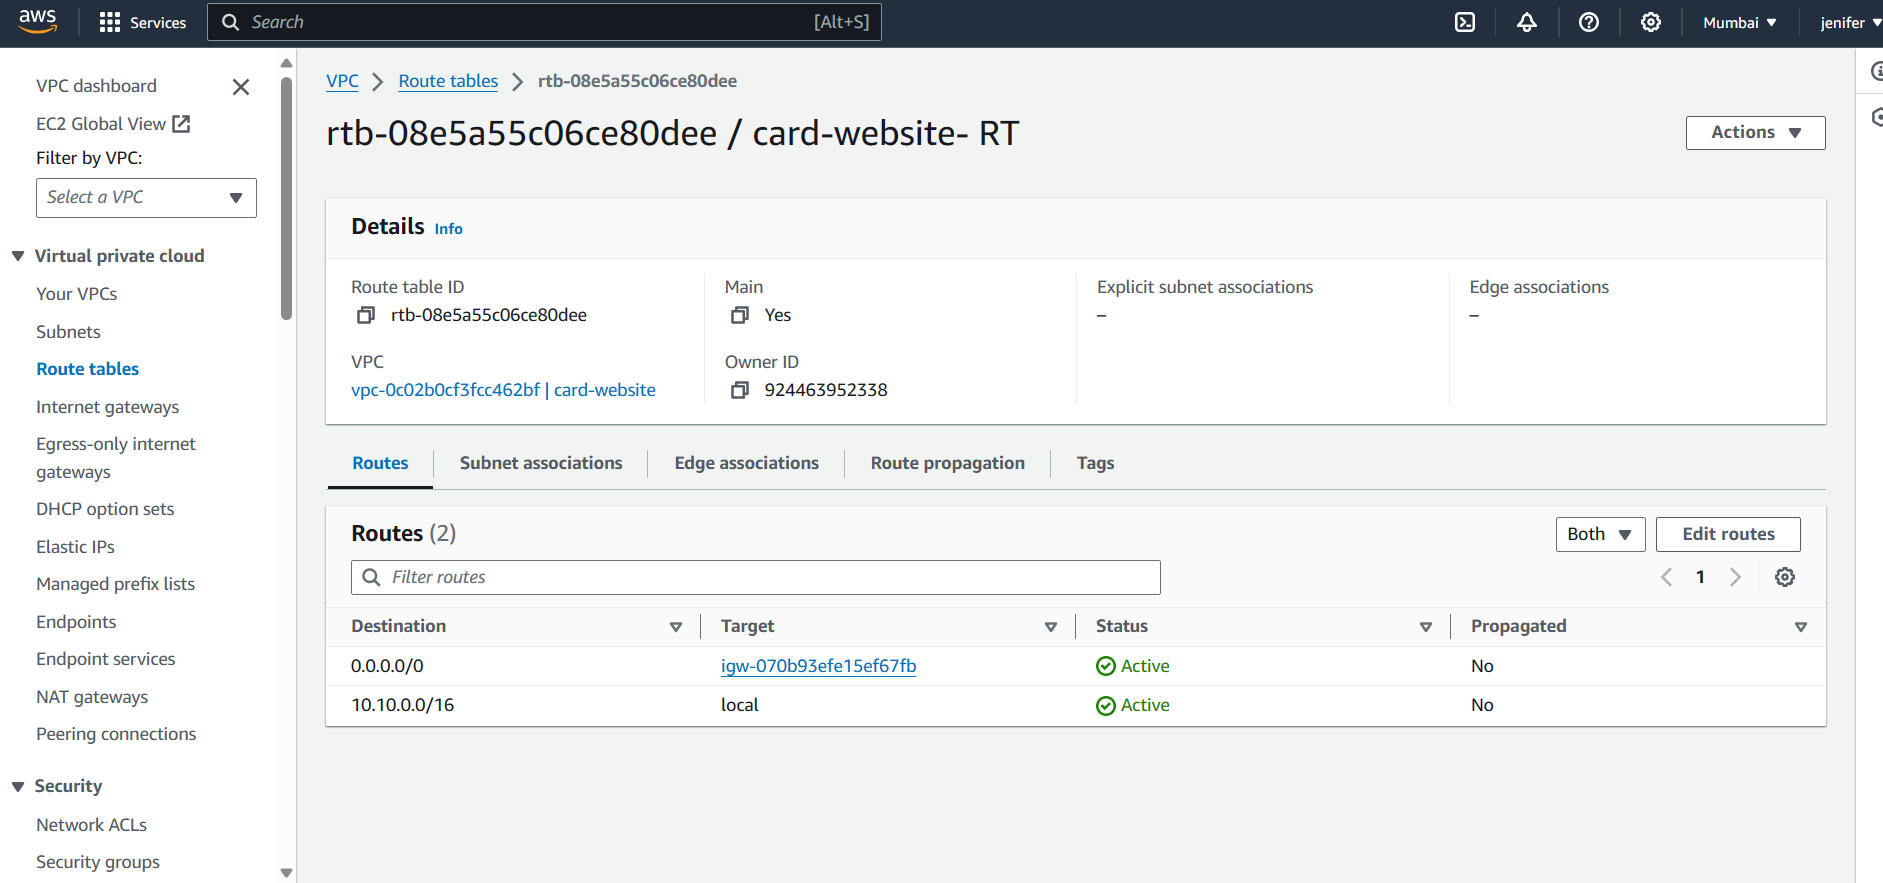 aws Services Search [Alt+S] Mumbai jenifer
VPC dashboard
EC2 Global View
Filter by VPC:
Select a VPC
Virtual private cloud
Your VPCs
Subnets
Route tables
Internet gateways
Egress-only internet
gateways
DHCP option sets
Elastic IPs
Managed prefix lists
Endpoints
Endpoint services
NAT gateways
Peering connections
Security
Network ACLs
Security groups
VPC Route tables rtb-08e5a55c06ce80dee
rtb-08e5a55c06ce80dee / card-website- RT
Actions
Details Info
Route table ID
rtb-08e5a55c06ce80dee
Main
Yes
Explicit subnet associations
–
Edge associations
–
VPC
vpc-0c02b0cf3fcc462bf | card-website
Owner ID
924463952338
Routes Subnet associations Edge associations Route propagation Tags
Routes (2)
Both Edit routes
Filter routes
1
Destination Target Status Propagated
0.0.0.0/0 igw-070b93efe15ef67fb Active No
10.10.0.0/16 local Active No